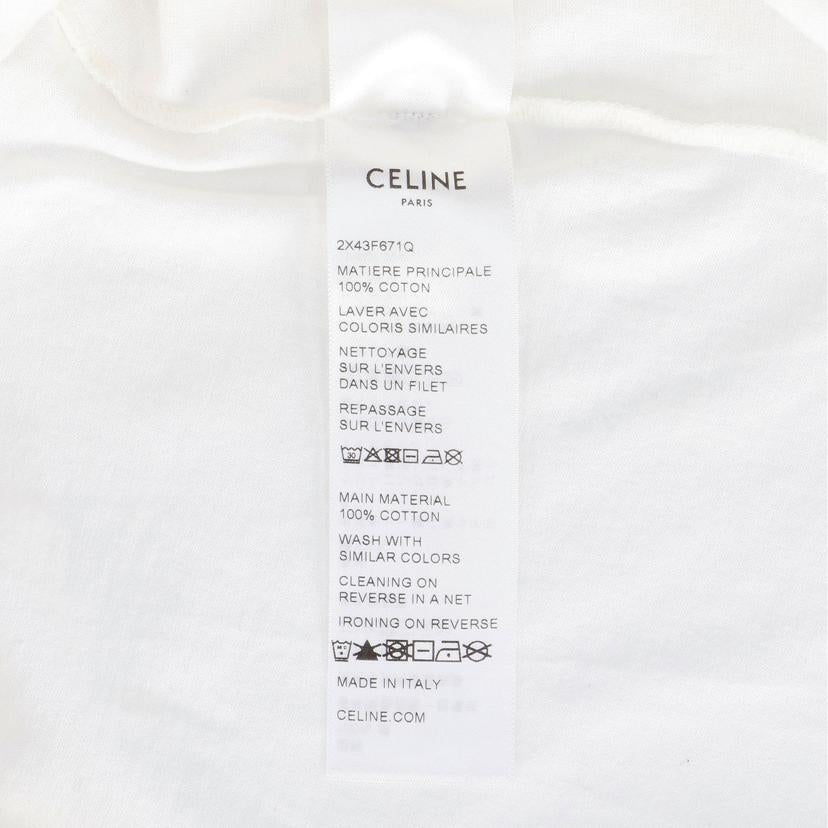 CELINE
PARIS
2X43F671Q
MATIERE PRINCIPALE
100% COTON
LAVER AVEC
COLORIS SIMILAIRES
NETTOYAGE
SUR L'ENVERS
DANS UN FILET
REPASSAGE
SUR L'ENVERS
30
MAIN MATERIAL
100% COTTON
WASH WITH
SIMILAR COLORS
CLEANING ON
REVERSE IN A NET
IRONING ON REVERSE
MADE IN ITALY
CELINE.COM